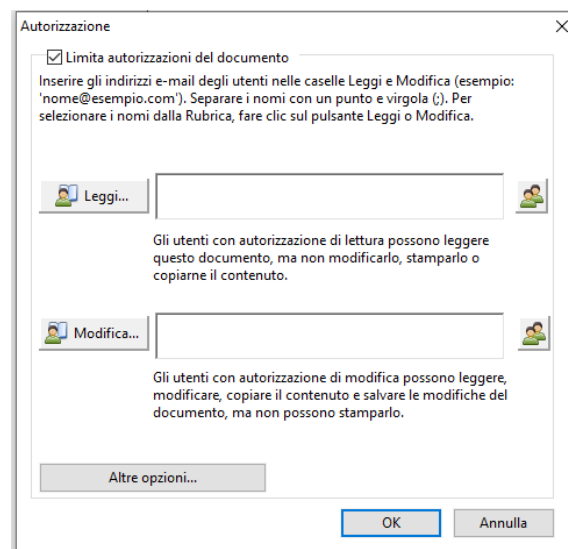 Autorizzazione
Limita autorizzazioni del documento
Inserire gli indirizzi e-mail degli utenti nelle caselle Leggi e Modifica (esempio:
'nome@esempio.com'). Separare i nomi con un punto e virgola (;). Per
selezionare i nomi dalla Rubrica, fare clic sul pulsante Leggi o Modifica.
Leggi...
Gli utenti con autorizzazione di lettura possono leggere
questo documento, ma non modificarlo, stamparlo o
copiarne il contenuto.
Modifica...
Gli utenti con autorizzazione di modifica possono leggere,
modificare, copiare il contenuto e salvare le modifiche del
documento, ma non possono stamparlo.
Altre opzioni...
OK
Annulla